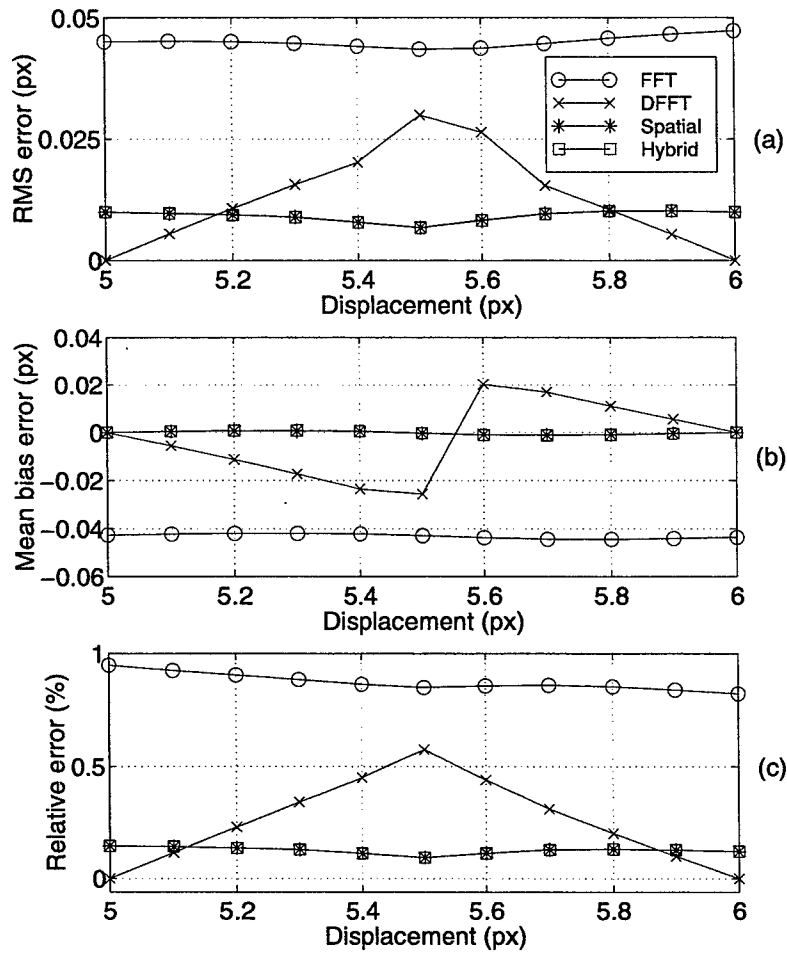 0.05
0.025
0
RMS error (px)
FFT
DFFT
Spatial
Hybrid
(a)
5 5.2 5.4 5.6 5.8 6
Displacement (px)
0.04
0.02
0
−0.02
−0.04
−0.06
Mean bias error (px)
(b)
5 5.2 5.4 5.6 5.8 6
Displacement (px)
1
0.5
0
Relative error (%)
(c)
5 5.2 5.4 5.6 5.8 6
Displacement (px)